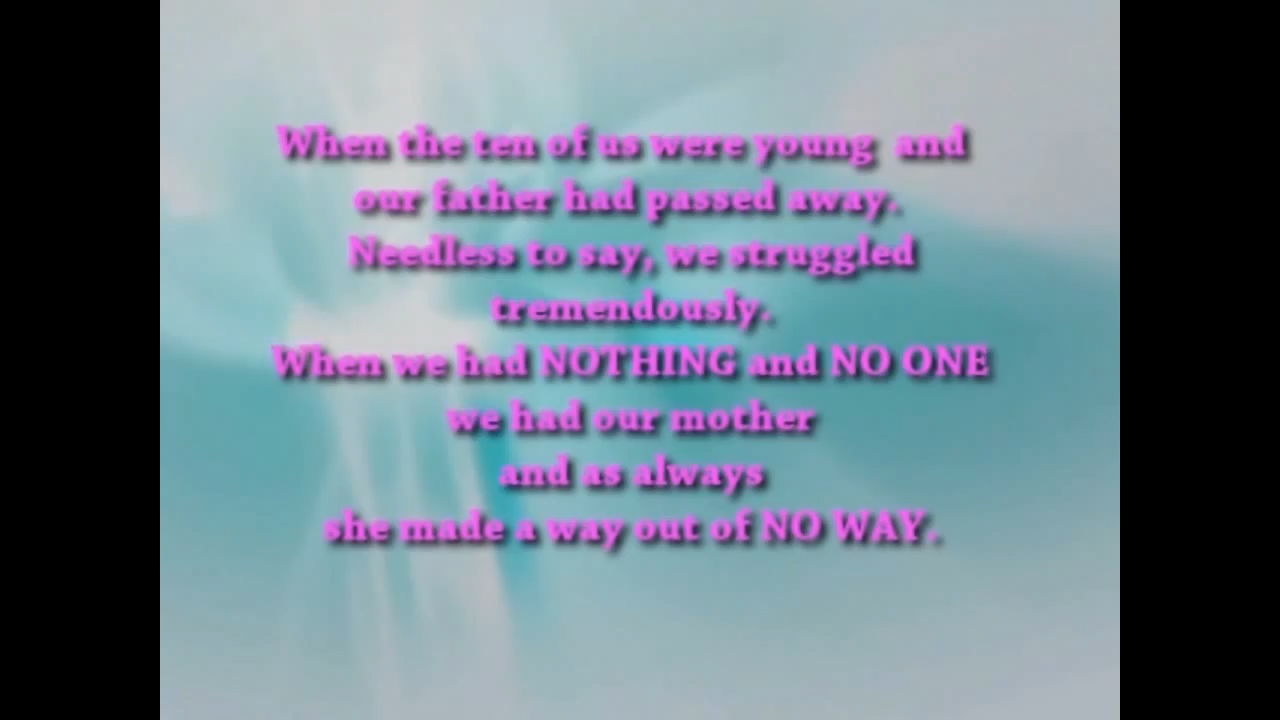 When the ten of us were young  and
our father had passed away.
Needless to say, we struggled
tremendously.
When we had NOTHING and NO ONE
we had our mother
and as always
she made a way out of NO WAY.